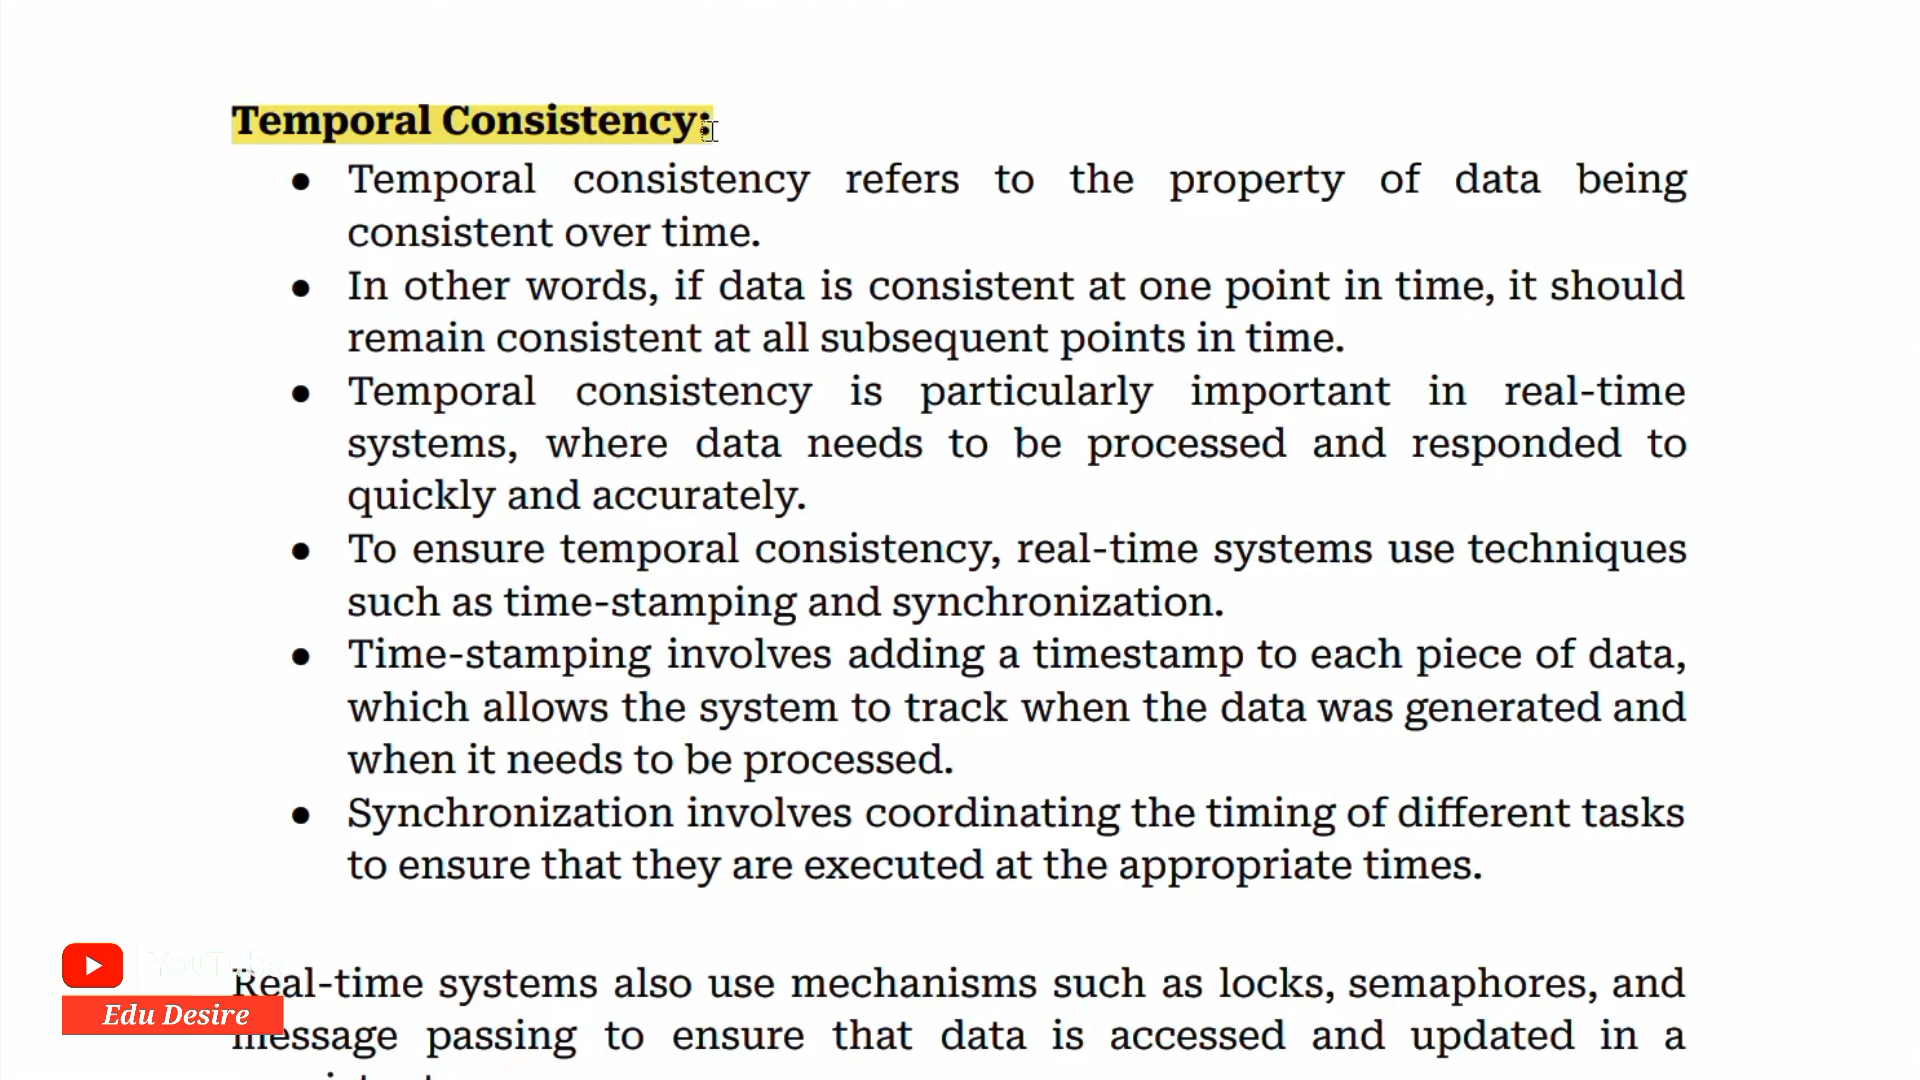 Temporal Consistency:
● Temporal consistency refers to the property of data being
consistent over time.
● In other words, if data is consistent at one point in time, it should
remain consistent at all subsequent points in time.
● Temporal consistency is particularly important in real-time
systems, where data needs to be processed and responded to
quickly and accurately.
● To ensure temporal consistency, real-time systems use techniques
such as time-stamping and synchronization.
● Time-stamping involves adding a timestamp to each piece of data,
which allows the system to track when the data was generated and
when it needs to be processed.
● Synchronization involves coordinating the timing of different tasks
to ensure that they are executed at the appropriate times.
YouTube
Real-time systems also use mechanisms such as locks, semaphores, and
Edu Desire
message passing to ensure that data is accessed and updated in a